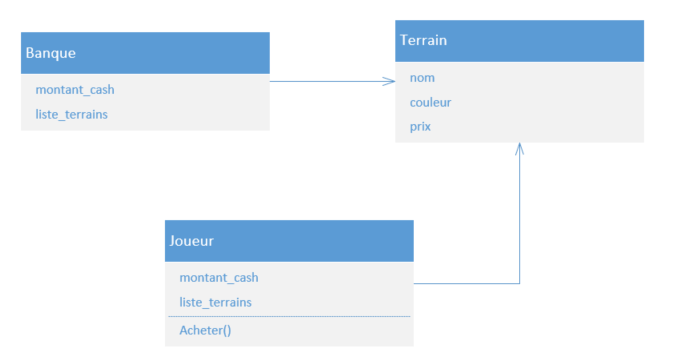 Banque
montant_cash
liste_terrains
Terrain
nom
couleur
prix
Joueur
montant_cash
liste_terrains
Acheter()